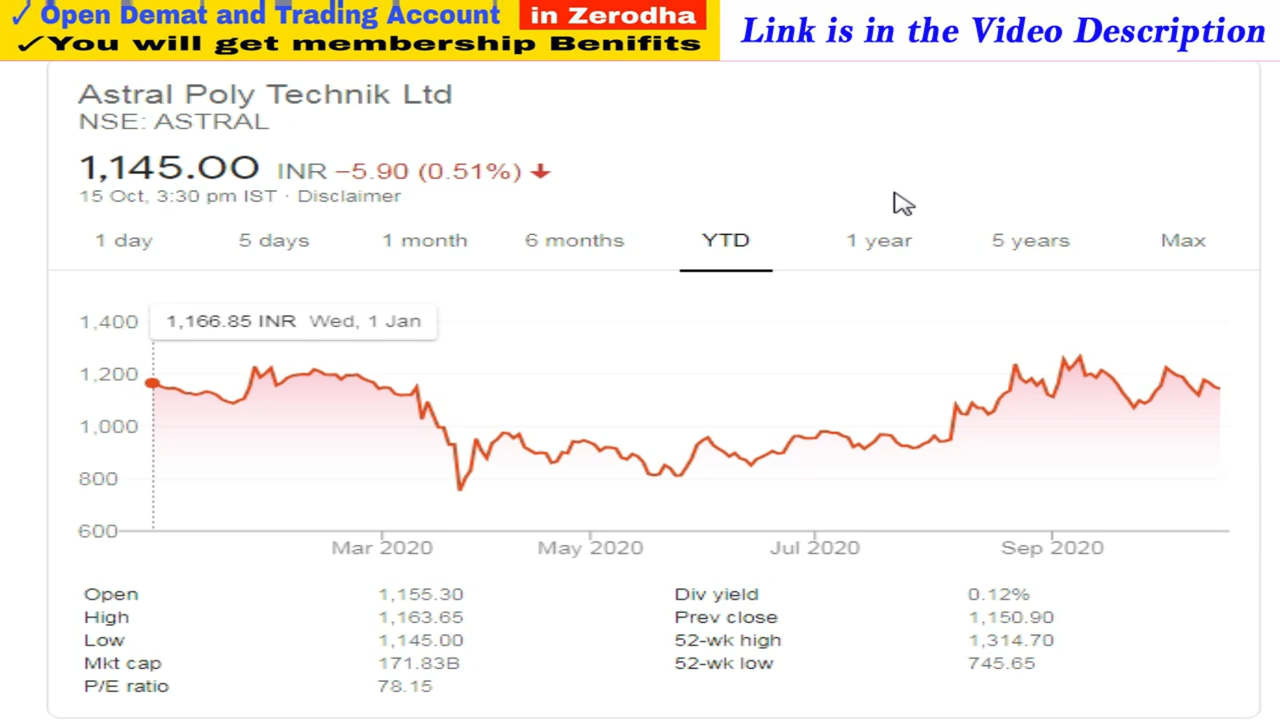 ✓ Open Demat and Trading Account in Zerodha
✓You will get membership Benifits
Link is in the Video Description
Astral Poly Technik Ltd
NSE: ASTRAL
1,145.00 INR −5.90 (0.51%) ↓
15 Oct, 3:30 pm IST · Disclaimer
1 day 5 days 1 month 6 months YTD 1 year 5 years Max
1,166.85 INR Wed, 1 Jan
1,400
1,200
1,000
800
600
Mar 2020 May 2020 Jul 2020 Sep 2020
Open 1,155.30 Div yield 0.12%
High 1,163.65 Prev close 1,150.90
Low 1,145.00 52-wk high 1,314.70
Mkt cap 171.83B 52-wk low 745.65
P/E ratio 78.15